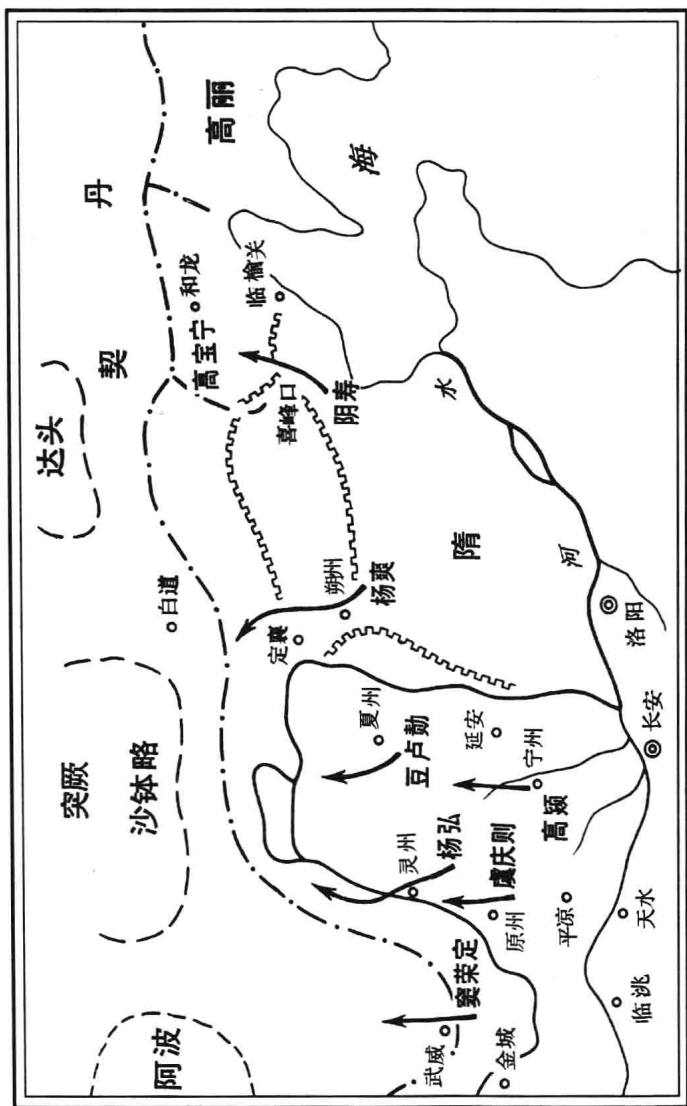 突厥
阿波
沙钵略
达头
契
丹
高丽
白道
高宝宁
和龙
临榆关
海
喜峰口
阴寿
定襄
朔州
杨爽
夏州
豆卢勣
灵州
杨弘
延安
宁州
高颎
虞庆则
原州
平凉
窦荣定
武威
金城
隋
河
水
洛阳
长安
天水
临洮